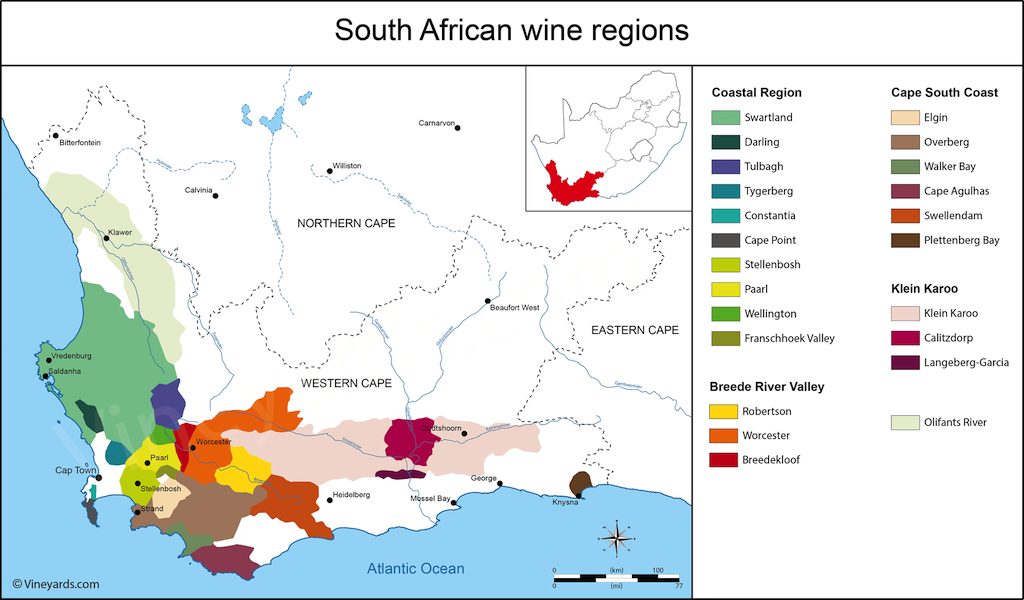 South African wine regions
Carnarvon
Bitterfontein
Williston
Calvinia
NORTHERN CAPE
Klawer
Beaufort West
EASTERN CAPE
Vredenburg
Saldanha
WESTERN CAPE
Oudtshoorn
Worcester
Paarl
Cap Town
George
Stellenbosh
Heidelberg
Mossel Bay
Knysna
Strand
Atlantic Ocean
0 (km) 100
0 (mi) 77
© Vineyards.com
Coastal Region
Swartland
Darling
Tulbagh
Tygerberg
Constantia
Cape Point
Stellenbosh
Paarl
Wellington
Franschhoek Valley
Breede River Valley
Robertson
Worcester
Breedekloof
Cape South Coast
Elgin
Overberg
Walker Bay
Cape Agulhas
Swellendam
Plettenberg Bay
Klein Karoo
Klein Karoo
Calitzdorp
Langeberg-Garcia
Olifants River